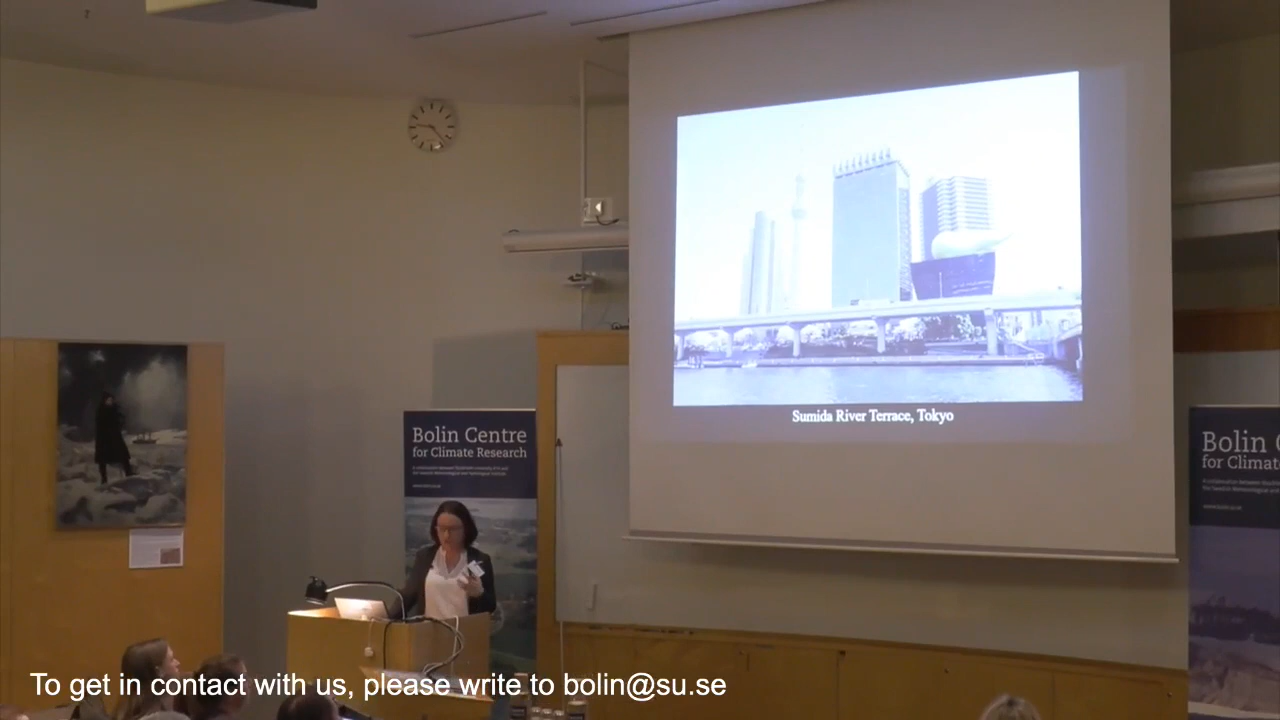 Sumida River Terrace, Tokyo
Bolin Centre
for Climate Research
Bolin
for Climat
To get in contact with us, please write to bolin@su.se